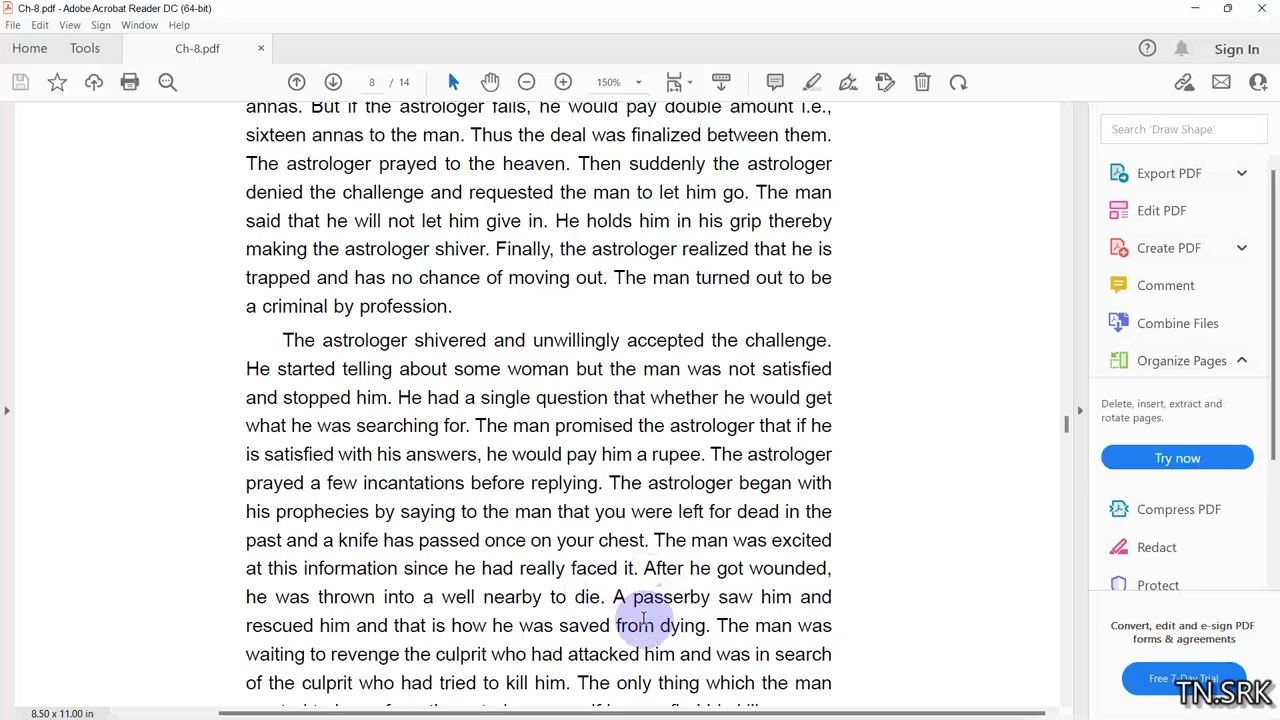 Ch-8.pdf - Adobe Acrobat Reader DC (64-bit)
File Edit View Sign Window Help
Home Tools Ch-8.pdf × Sign In
8 / 14 150%
annas. But if the astrologer fails, he would pay double amount i.e.,
sixteen annas to the man. Thus the deal was finalized between them.
The astrologer prayed to the heaven. Then suddenly the astrologer
denied the challenge and requested the man to let him go. The man
said that he will not let him give in. He holds him in his grip thereby
making the astrologer shiver. Finally, the astrologer realized that he is
trapped and has no chance of moving out. The man turned out to be
a criminal by profession.
The astrologer shivered and unwillingly accepted the challenge.
He started telling about some woman but the man was not satisfied
and stopped him. He had a single question that whether he would get
what he was searching for. The man promised the astrologer that if he
is satisfied with his answers, he would pay him a rupee. The astrologer
prayed a few incantations before replying. The astrologer began with
his prophecies by saying to the man that you were left for dead in the
past and a knife has passed once on your chest. The man was excited
at this information since he had really faced it. After he got wounded,
he was thrown into a well nearby to die. A passerby saw him and
rescued him and that is how he was saved from dying. The man was
waiting to revenge the culprit who had attacked him and was in search
of the culprit who had tried to kill him. The only thing which the man
8.50 x 11.00 in
Search 'Draw Shape'
Export PDF
Edit PDF
Create PDF
Comment
Combine Files
Organize Pages
Delete, insert, extract and
rotate pages.
Try now
Compress PDF
Redact
Protect
Convert, edit and e-sign PDF
forms & agreements
Free 7-Day Trial
TN.SRK